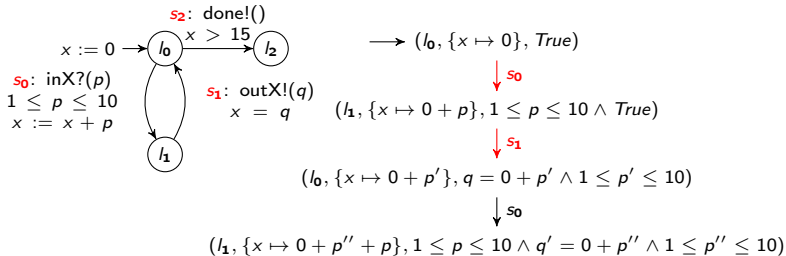 s₂: done!()
x > 15
x := 0
l₀
l₂
s₀: inX?(p)
1 ≤ p ≤ 10
x := x + p
s₁: outX!(q)
x = q
l₁
(l₀, {x ↦ 0}, True)
s₀
(l₁, {x ↦ 0 + p}, 1 ≤ p ≤ 10 ∧ True)
s₁
(l₀, {x ↦ 0 + p′}, q = 0 + p′ ∧ 1 ≤ p′ ≤ 10)
s₀
(l₁, {x ↦ 0 + p″ + p}, 1 ≤ p ≤ 10 ∧ q′ = 0 + p″ ∧ 1 ≤ p″ ≤ 10)